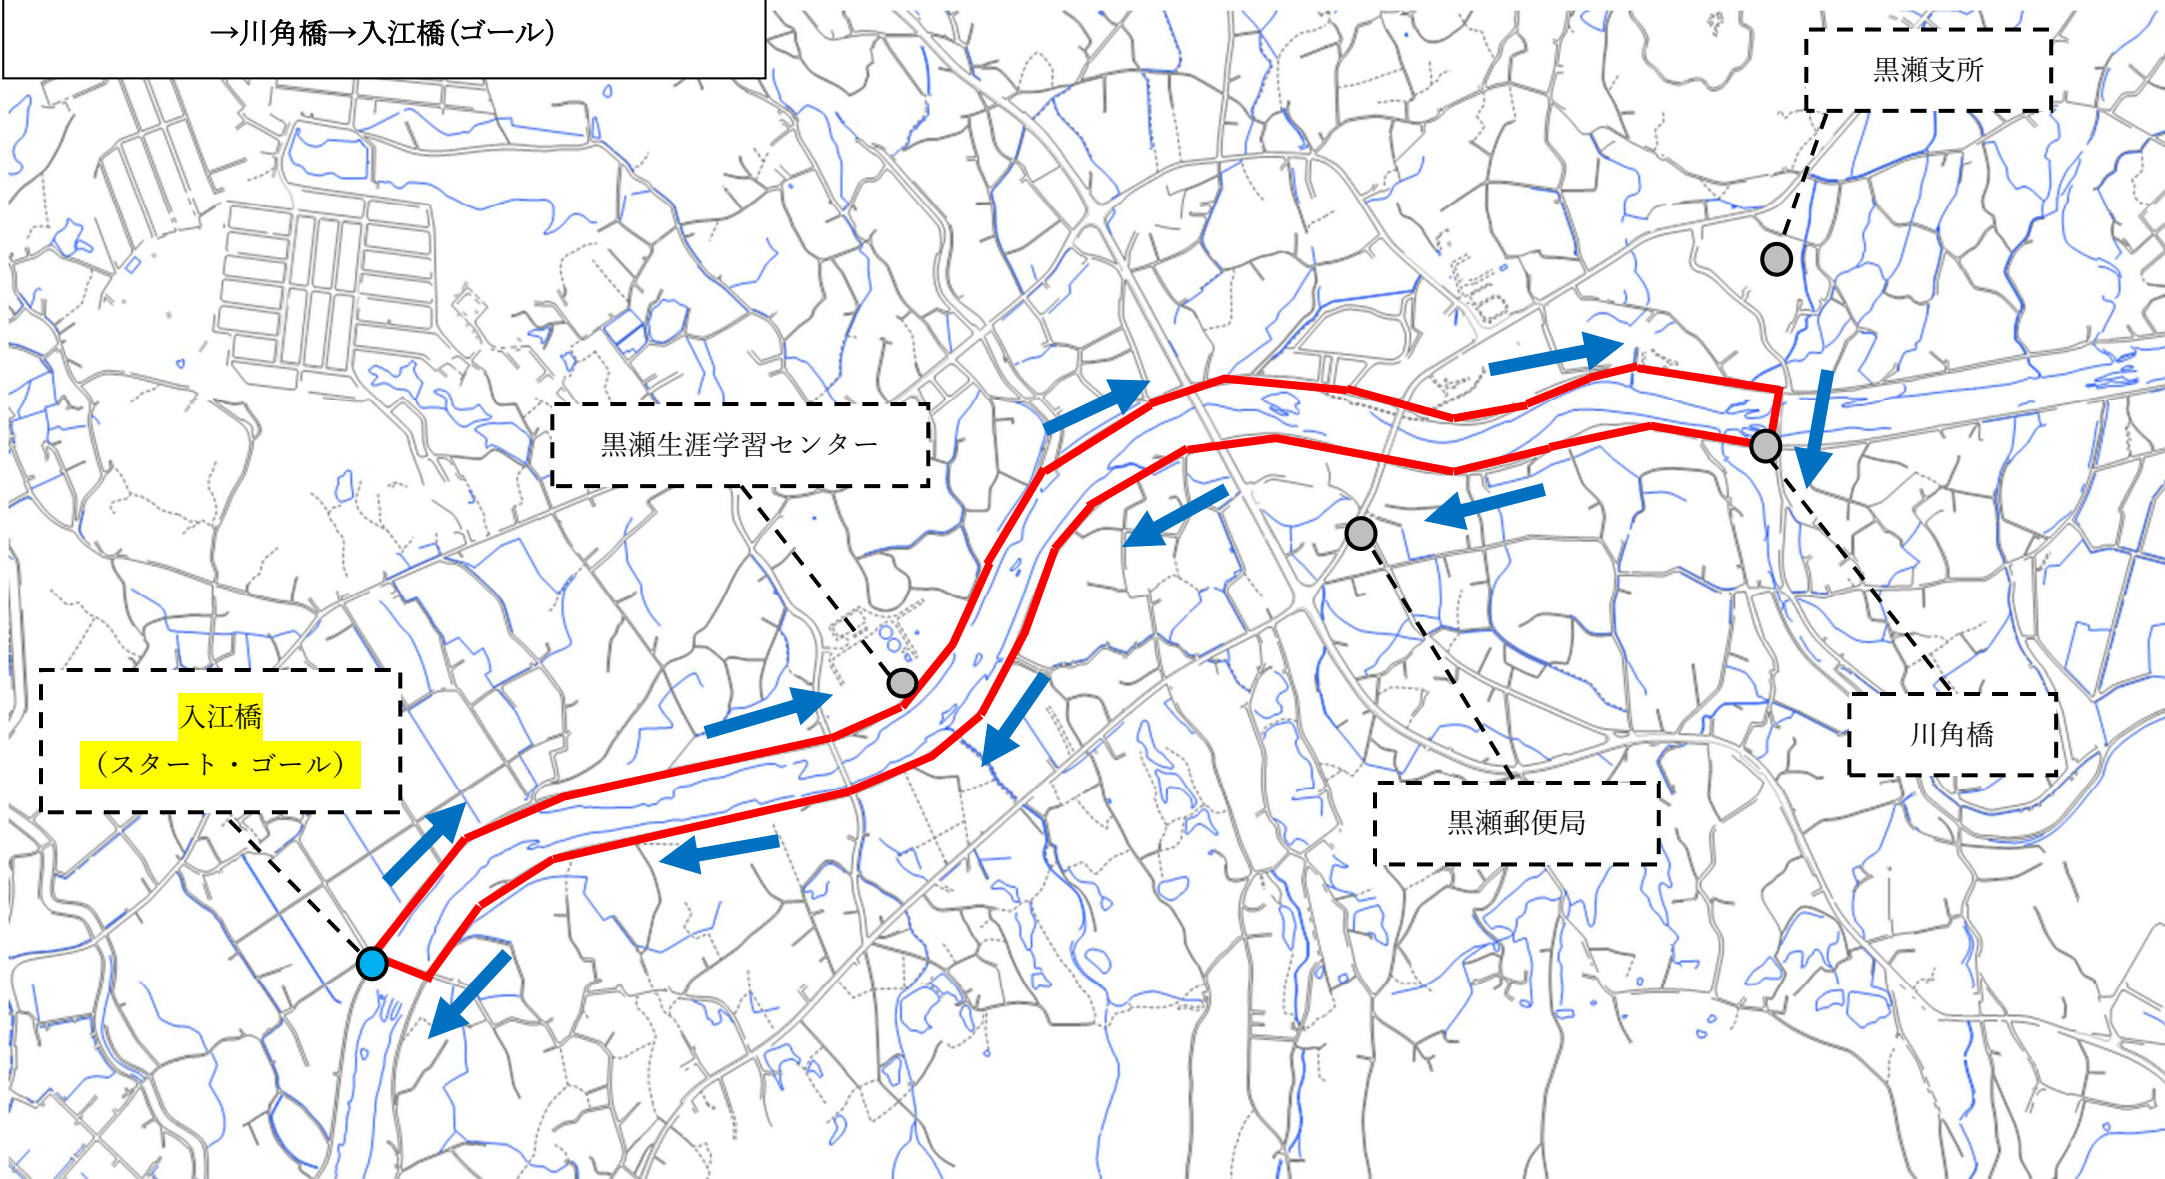 →川角橋→入江橋(ゴール)
黒瀬支所
黒瀬生涯学習センター
入江橋
(スタート・ゴール)
川角橋
黒瀬郵便局